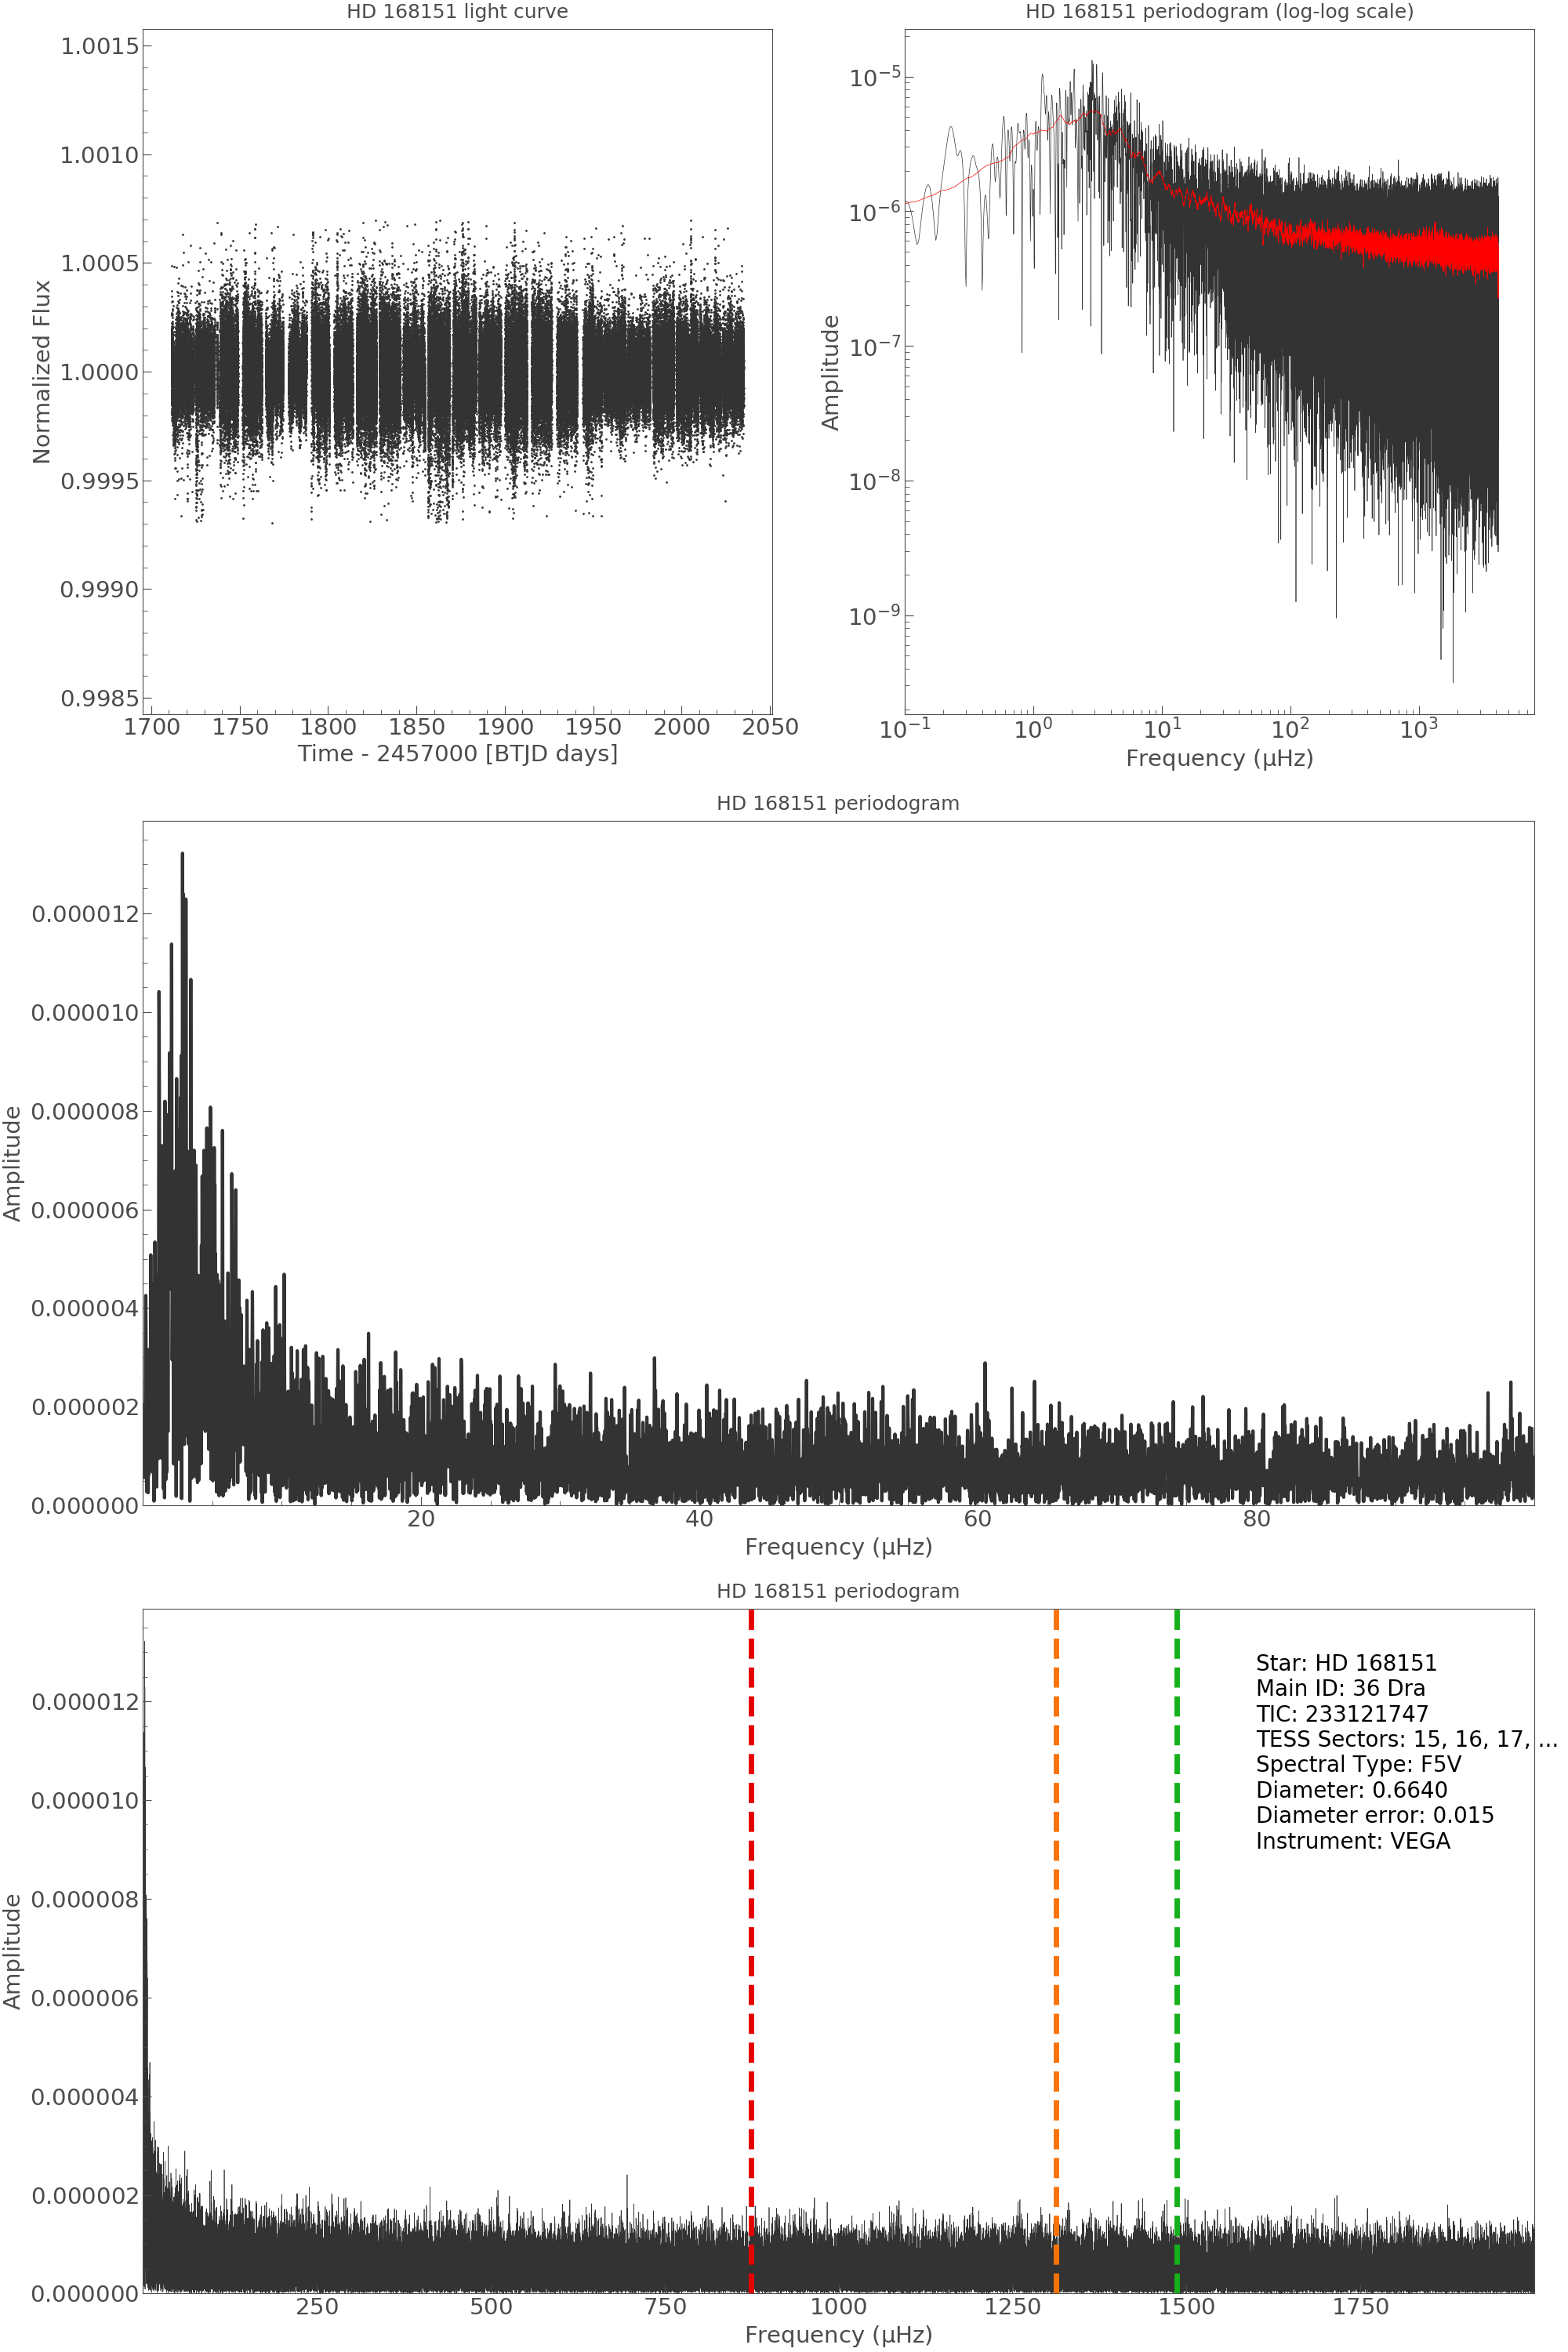 HD 168151 light curve
1.0015
1.0010
1.0005
1.0000
0.9995
0.9990
0.9985
Normalized Flux
1700 1750 1800 1850 1900 1950 2000 2050
Time - 2457000 [BTJD days]
HD 168151 periodogram (log-log scale)
10⁻⁵
10⁻⁶
10⁻⁷
10⁻⁸
10⁻⁹
Amplitude
10⁻¹ 10⁰ 10¹ 10² 10³
Frequency (μHz)
HD 168151 periodogram
0.000012
0.000010
0.000008
0.000006
0.000004
0.000002
0.000000
Amplitude
20 40 60 80
Frequency (μHz)
HD 168151 periodogram
0.000012
0.000010
0.000008
0.000006
0.000004
0.000002
0.000000
Amplitude
Star: HD 168151
Main ID: 36 Dra
TIC: 233121747
TESS Sectors: 15, 16, 17, ...
Spectral Type: F5V
Diameter: 0.6640
Diameter error: 0.015
Instrument: VEGA
250 500 750 1000 1250 1500 1750
Frequency (μHz)